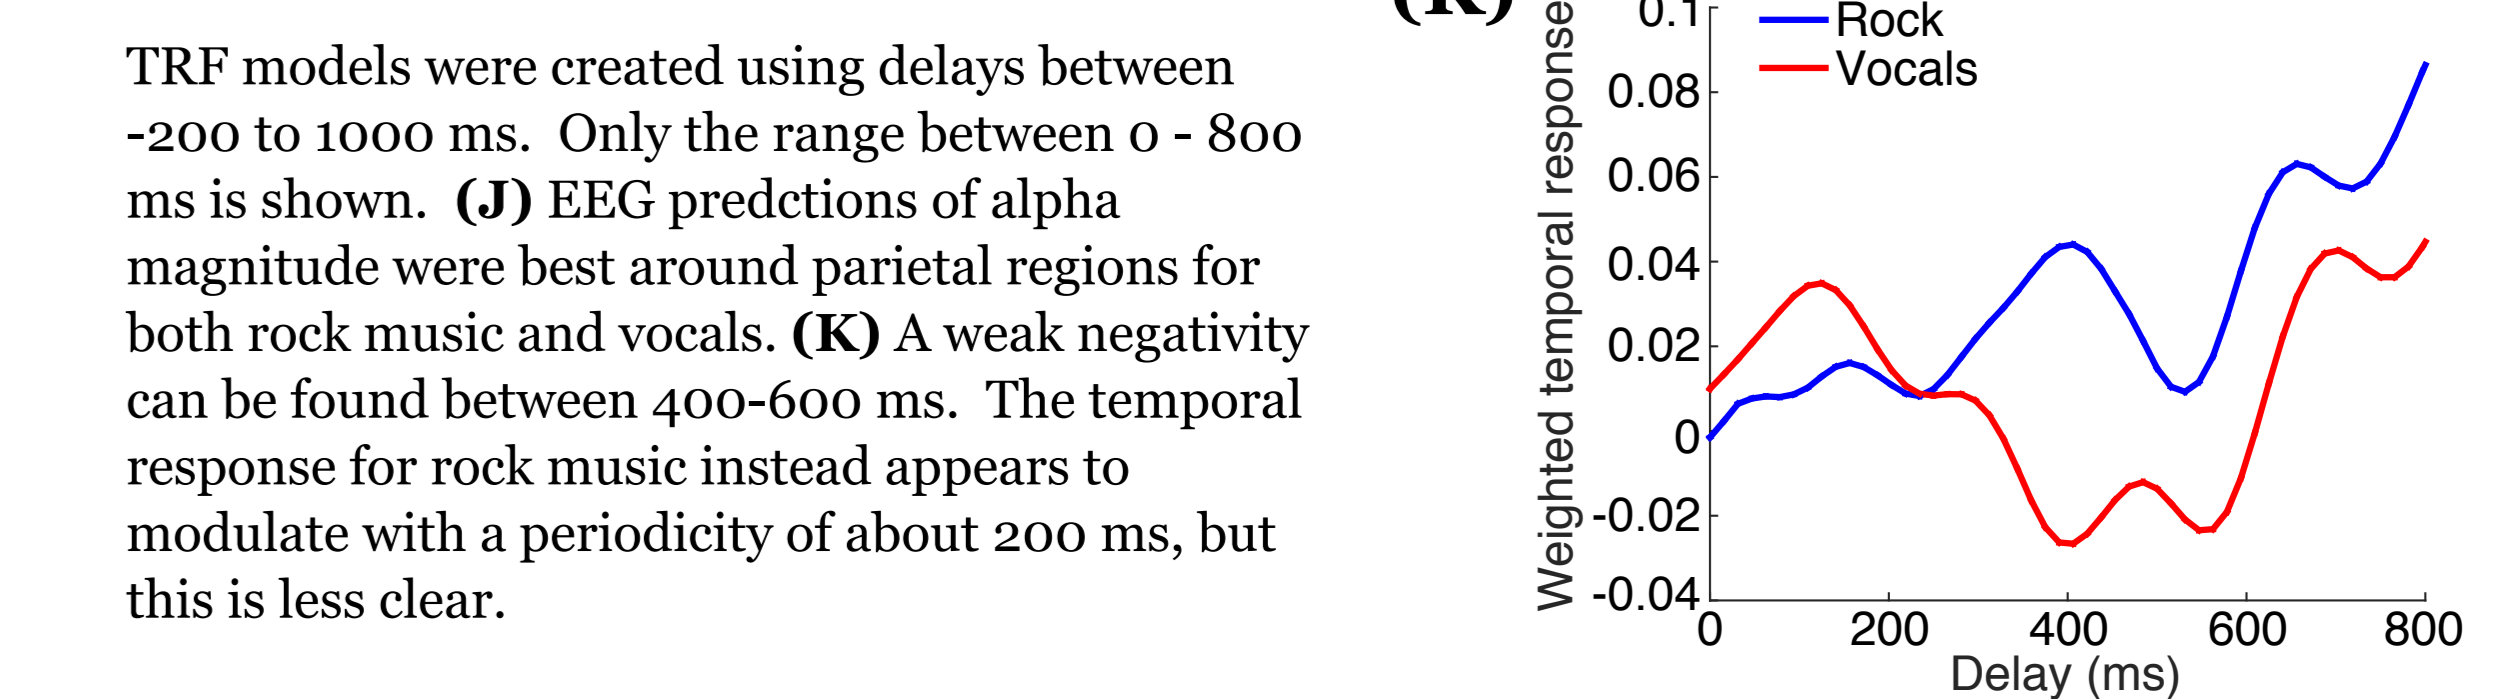 TRF models were created using delays between
-200 to 1000 ms.  Only the range between 0 - 800
ms is shown.  (J) EEG predctions of alpha
magnitude were best around parietal regions for
both rock music and vocals. (K) A weak negativity
can be found between 400-600 ms.  The temporal
response for rock music instead appears to
modulate with a periodicity of about 200 ms, but
this is less clear.
(K)
Weighted temporal response
0.1
0.08
0.06
0.04
0.02
0
-0.02
-0.04
Rock
Vocals
0 200 400 600 800
Delay (ms)